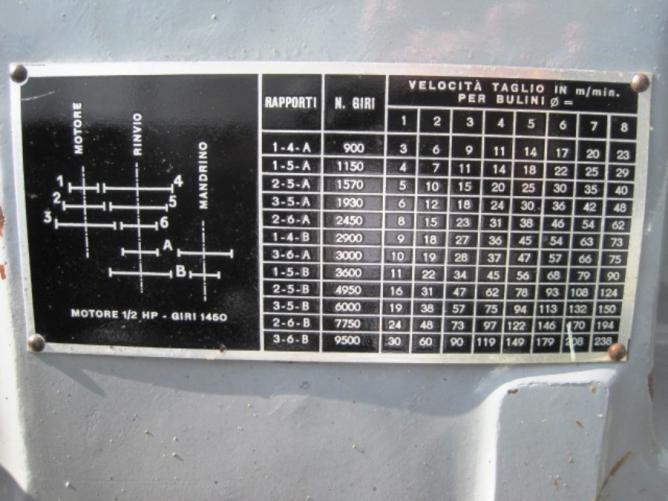 MOTORE
RINVIO
MANDRINO
1 4
2 5
3 6
A
B
MOTORE 1/2 HP - GIRI 1450
RAPPORTI N. GIRI VELOCITÀ TAGLIO IN m/min.
PER BULINI Ø =
1 2 3 4 5 6 7 8
1-4-A 900 3 6 9 11 14 17 20 23
1-5-A 1150 4 7 11 14 18 22 25 29
2-5-A 1570 5 10 15 20 25 30 35 40
3-5-A 1930 6 12 18 24 30 36 42 48
2-6-A 2450 8 15 23 31 38 46 54 62
1-4-B 2900 9 18 27 36 45 54 63 73
3-6-A 3000 10 19 28 37 47 57 66 75
1-5-B 3600 11 22 34 45 56 68 79 90
2-5-B 4950 16 31 47 62 78 93 108 124
3-5-B 6000 19 38 57 75 94 113 132 150
2-6-B 7750 24 48 73 97 122 146 170 194
3-6-B 9500 30 60 90 119 149 179 208 238